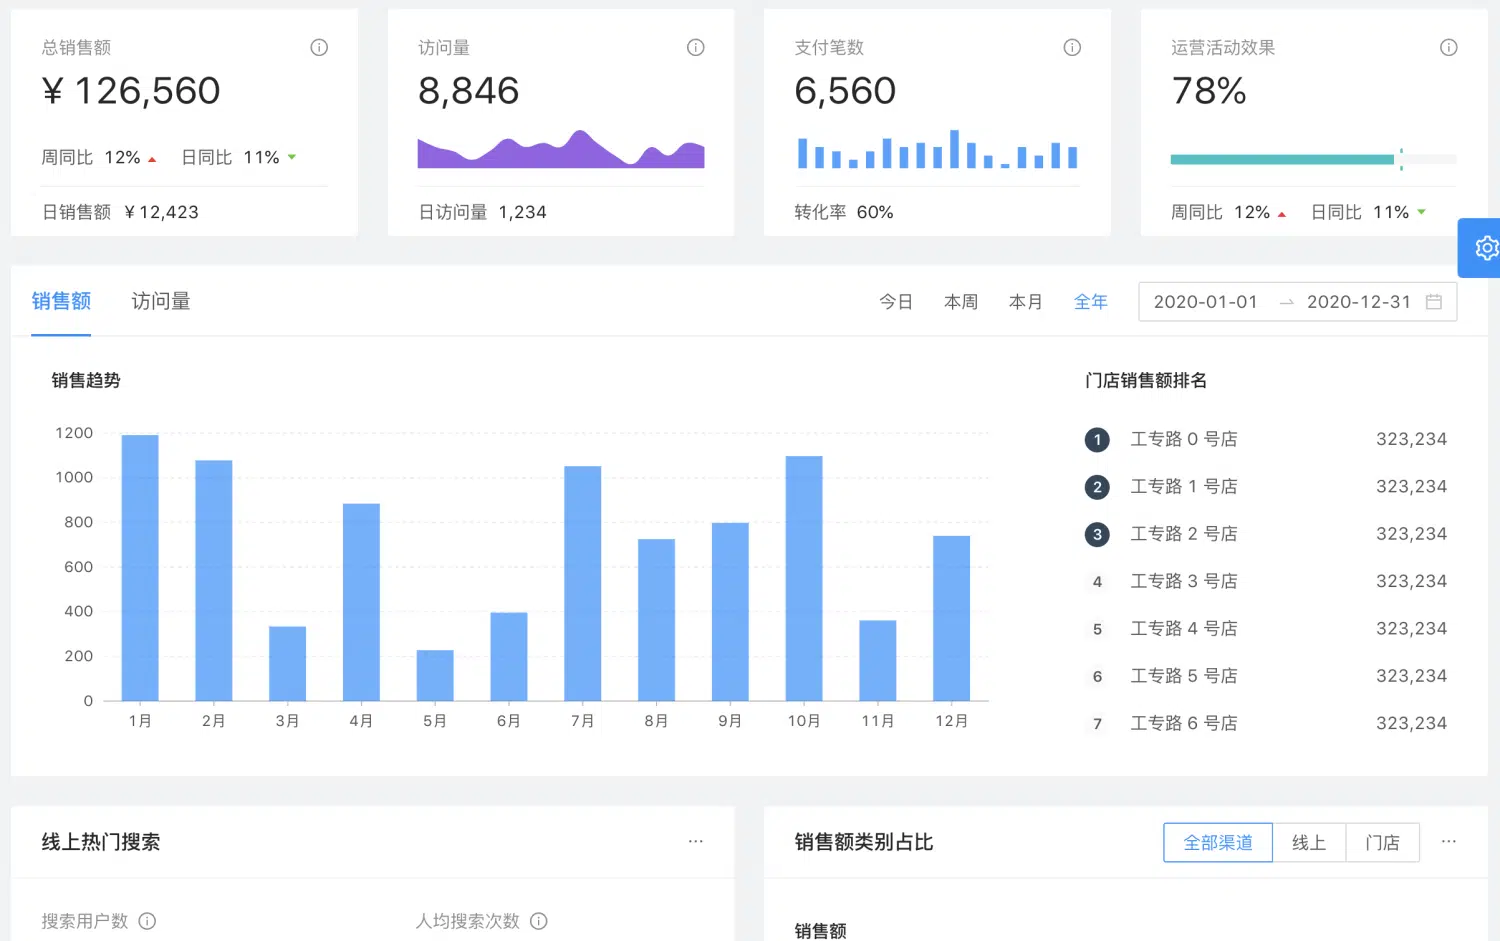 总销售额
¥ 126,560
周同比 12% 日同比 11%
日销售额 ¥ 12,423
访问量
8,846
日访问量 1,234
支付笔数
6,560
转化率 60%
运营活动效果
78%
周同比 12% 日同比 11%
销售额 访问量
今日 本周 本月 全年 2020-01-01 → 2020-12-31
销售趋势
1200
1000
800
600
400
200
0
1月 2月 3月 4月 5月 6月 7月 8月 9月 10月 11月 12月
门店销售额排名
1 工专路 0 号店 323,234
2 工专路 1 号店 323,234
3 工专路 2 号店 323,234
4 工专路 3 号店 323,234
5 工专路 4 号店 323,234
6 工专路 5 号店 323,234
7 工专路 6 号店 323,234
线上热门搜索 ···
搜索用户数 人均搜索次数
销售额类别占比 全部渠道 线上 门店 ···
销售额